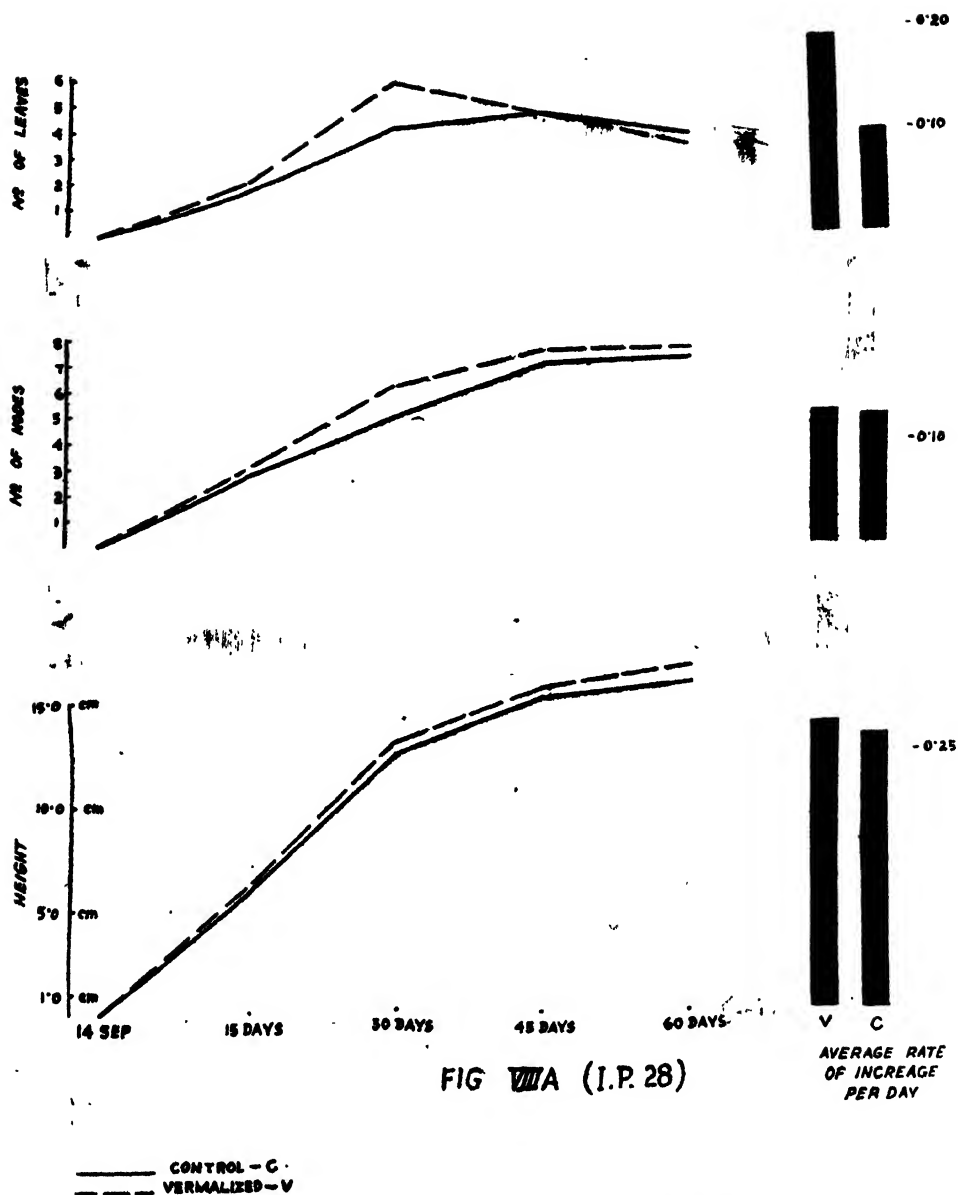 Nº OF LEAVES
6
5
4
3
2
1
- 0·20
- 0·10
Nº OF NODES
8
7
6
5
4
3
2
1
- 0·10
HEIGHT
15·0 cm
10·0 cm
5·0 cm
1·0 cm
- 0·25
14 SEP 15 DAYS 30 DAYS 45 DAYS 60 DAYS
V C
AVERAGE RATE
OF INCREAGE
PER DAY
FIG VIIIA (I.P. 28)
CONTROL - C
VERMALIZED - V